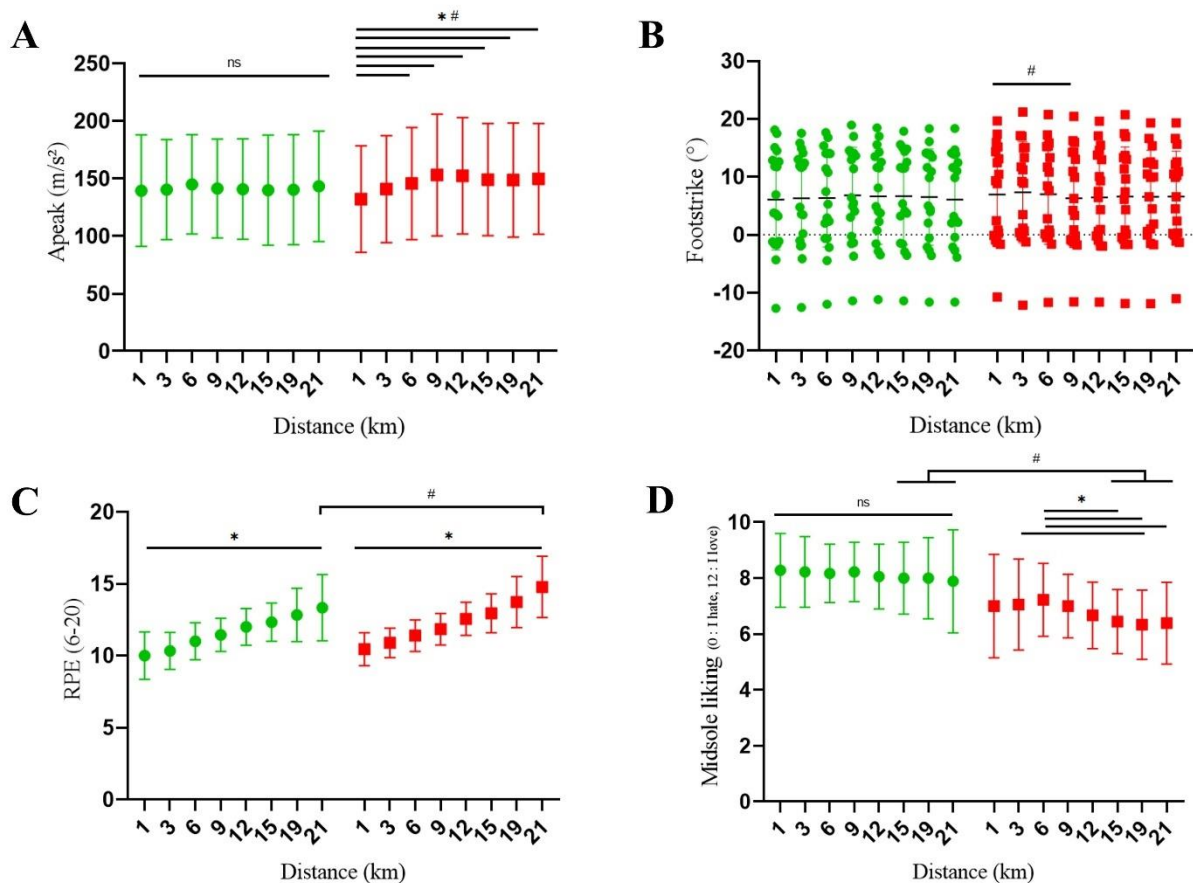 A
* #
ns
250
200
150
100
50
0
Apeak (m/s²)
1 3 6 9 12 15 19 21 1 3 6 9 12 15 19 21
Distance (km)
B
#
30
20
10
0
-10
-20
Footstrike (°)
1 3 6 9 12 15 19 21 1 3 6 9 12 15 19 21
Distance (km)
C
#
* *
20
15
10
5
0
RPE (6-20)
1 3 6 9 12 15 19 21 1 3 6 9 12 15 19 21
Distance (km)
D
#
ns *
10
8
6
4
2
0
Midsole liking (0 : I hate, 12 : I love)
1 3 6 9 12 15 19 21 1 3 6 9 12 15 19 21
Distance (km)